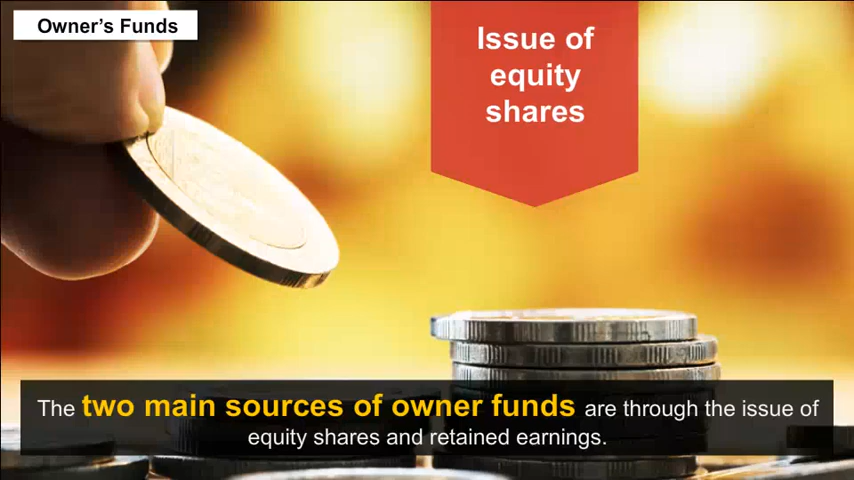 Owner's Funds
Issue of
equity
shares
The two main sources of owner funds are through the issue of
equity shares and retained earnings.